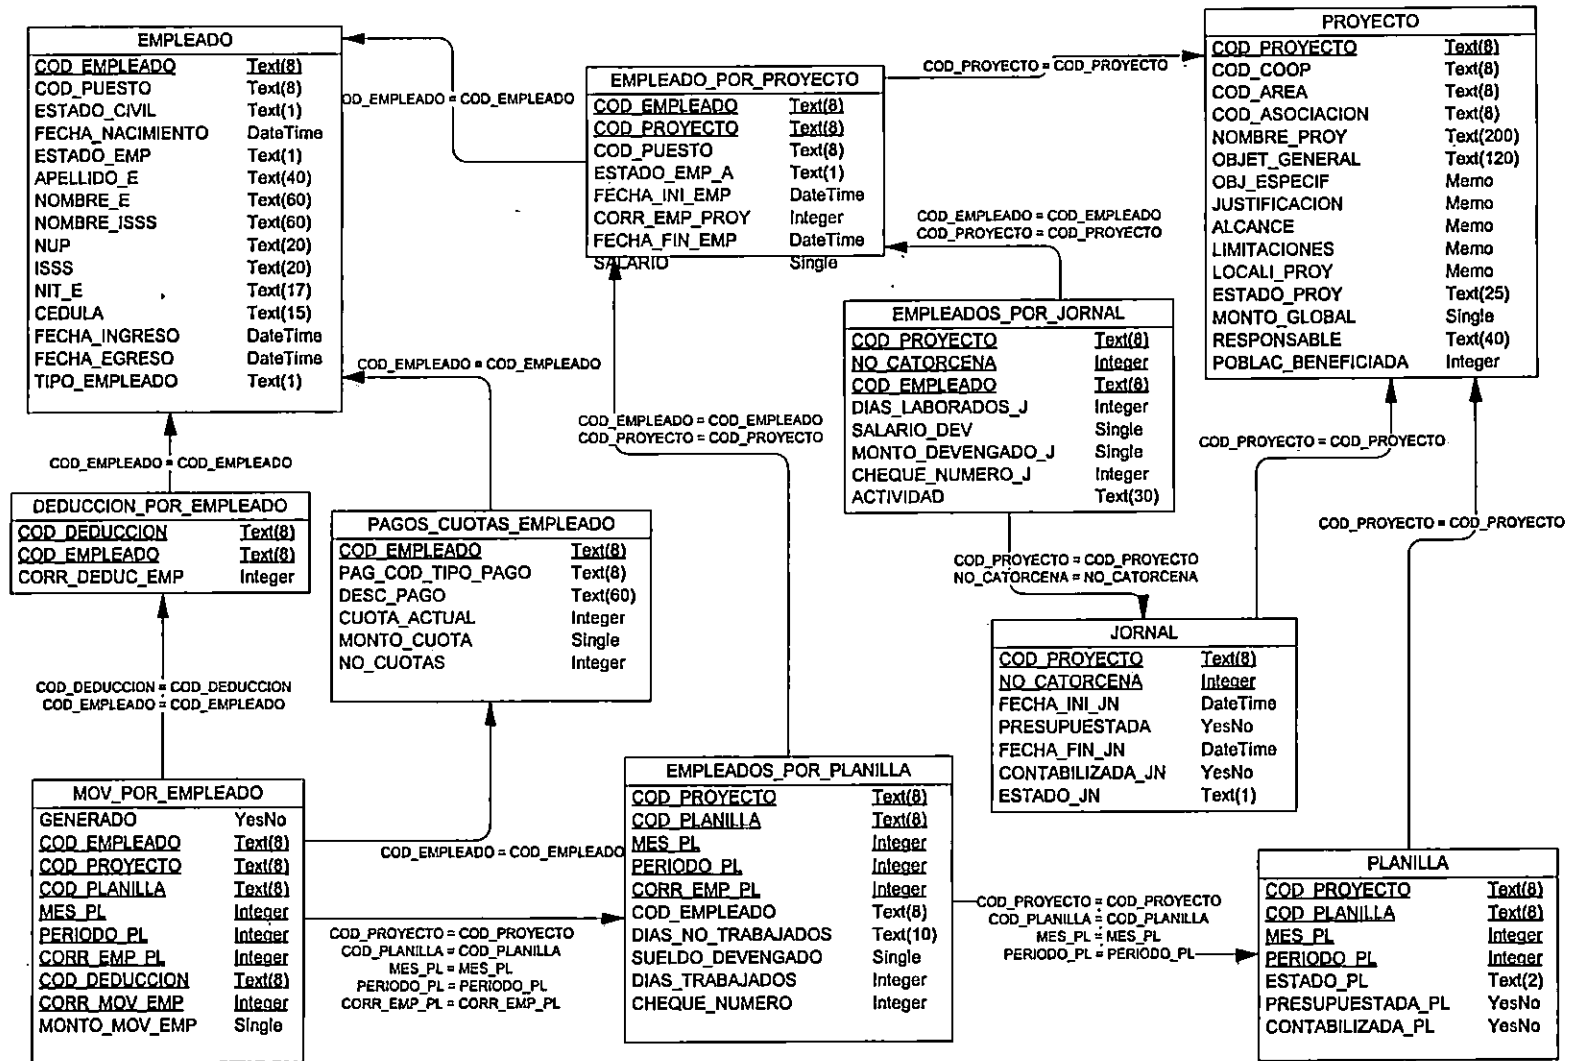 EMPLEADO
COD_EMPLEADO Text(8)
COD_PUESTO Text(8)
ESTADO_CIVIL Text(1)
FECHA_NACIMIENTO DateTime
ESTADO_EMP Text(1)
APELLIDO_E Text(40)
NOMBRE_E Text(60)
NOMBRE_ISSS Text(60)
NUP Text(20)
ISSS Text(20)
NIT_E Text(17)
CEDULA Text(15)
FECHA_INGRESO DateTime
FECHA_EGRESO DateTime
TIPO_EMPLEADO Text(1)
OD_EMPLEADO = COD_EMPLEADO
EMPLEADO_POR_PROYECTO
COD_EMPLEADO Text(8)
COD_PROYECTO Text(8)
COD_PUESTO Text(8)
ESTADO_EMP_A Text(1)
FECHA_INI_EMP DateTime
CORR_EMP_PROY Integer
FECHA_FIN_EMP DateTime
SALARIO Single
COD_PROYECTO = COD_PROYECTO
PROYECTO
COD_PROYECTO Text(8)
COD_COOP Text(8)
COD_AREA Text(8)
COD_ASOCIACION Text(8)
NOMBRE_PROY Text(200)
OBJET_GENERAL Text(120)
OBJ_ESPECIF Memo
JUSTIFICACION Memo
ALCANCE Memo
LIMITACIONES Memo
LOCALI_PROY Memo
ESTADO_PROY Text(25)
MONTO_GLOBAL Single
RESPONSABLE Text(40)
POBLAC_BENEFICIADA Integer
COD_EMPLEADO = COD_EMPLEADO
COD_PROYECTO = COD_PROYECTO
EMPLEADOS_POR_JORNAL
COD_PROYECTO Text(8)
NO_CATORCENA Integer
COD_EMPLEADO Text(8)
DIAS_LABORADOS_J Integer
SALARIO_DEV Single
MONTO_DEVENGADO_J Single
CHEQUE_NUMERO_J Integer
ACTIVIDAD Text(30)
COD_EMPLEADO = COD_EMPLEADO
COD_EMPLEADO = COD_EMPLEADO
COD_PROYECTO = COD_PROYECTO
COD_PROYECTO = COD_PROYECTO
COD_EMPLEADO = COD_EMPLEADO
DEDUCCION_POR_EMPLEADO
COD_DEDUCCION Text(8)
COD_EMPLEADO Text(8)
CORR_DEDUC_EMP Integer
PAGOS_CUOTAS_EMPLEADO
COD_EMPLEADO Text(8)
PAG_COD_TIPO_PAGO Text(8)
DESC_PAGO Text(60)
CUOTA_ACTUAL Integer
MONTO_CUOTA Single
NO_CUOTAS Integer
COD_PROYECTO = COD_PROYECTO
COD_PROYECTO = COD_PROYECTO
NO_CATORCENA = NO_CATORCENA
JORNAL
COD_PROYECTO Text(8)
NO_CATORCENA Integer
FECHA_INI_JN DateTime
PRESUPUESTADA YesNo
FECHA_FIN_JN DateTime
CONTABILIZADA_JN YesNo
ESTADO_JN Text(1)
COD_DEDUCCION = COD_DEDUCCION
COD_EMPLEADO = COD_EMPLEADO
MOV_POR_EMPLEADO
GENERADO YesNo
COD_EMPLEADO Text(8)
COD_PROYECTO Text(8)
COD_PLANILLA Text(8)
MES_PL Integer
PERIODO_PL Integer
CORR_EMP_PL Integer
COD_DEDUCCION Text(8)
CORR_MOV_EMP Integer
MONTO_MOV_EMP Single
COD_EMPLEADO = COD_EMPLEADO
COD_PROYECTO = COD_PROYECTO
COD_PLANILLA = COD_PLANILLA
MES_PL = MES_PL
PERIODO_PL = PERIODO_PL
CORR_EMP_PL = CORR_EMP_PL
EMPLEADOS_POR_PLANILLA
COD_PROYECTO Text(8)
COD_PLANILLA Text(8)
MES_PL Integer
PERIODO_PL Integer
CORR_EMP_PL Integer
COD_EMPLEADO Text(8)
DIAS_NO_TRABAJADOS Text(10)
SUELDO_DEVENGADO Single
DIAS_TRABAJADOS Integer
CHEQUE_NUMERO Integer
COD_PROYECTO = COD_PROYECTO
COD_PLANILLA = COD_PLANILLA
MES_PL = MES_PL
PERIODO_PL = PERIODO_PL
PLANILLA
COD_PROYECTO Text(8)
COD_PLANILLA Text(8)
MES_PL Integer
PERIODO_PL Integer
ESTADO_PL Text(2)
PRESUPUESTADA_PL YesNo
CONTABILIZADA_PL YesNo